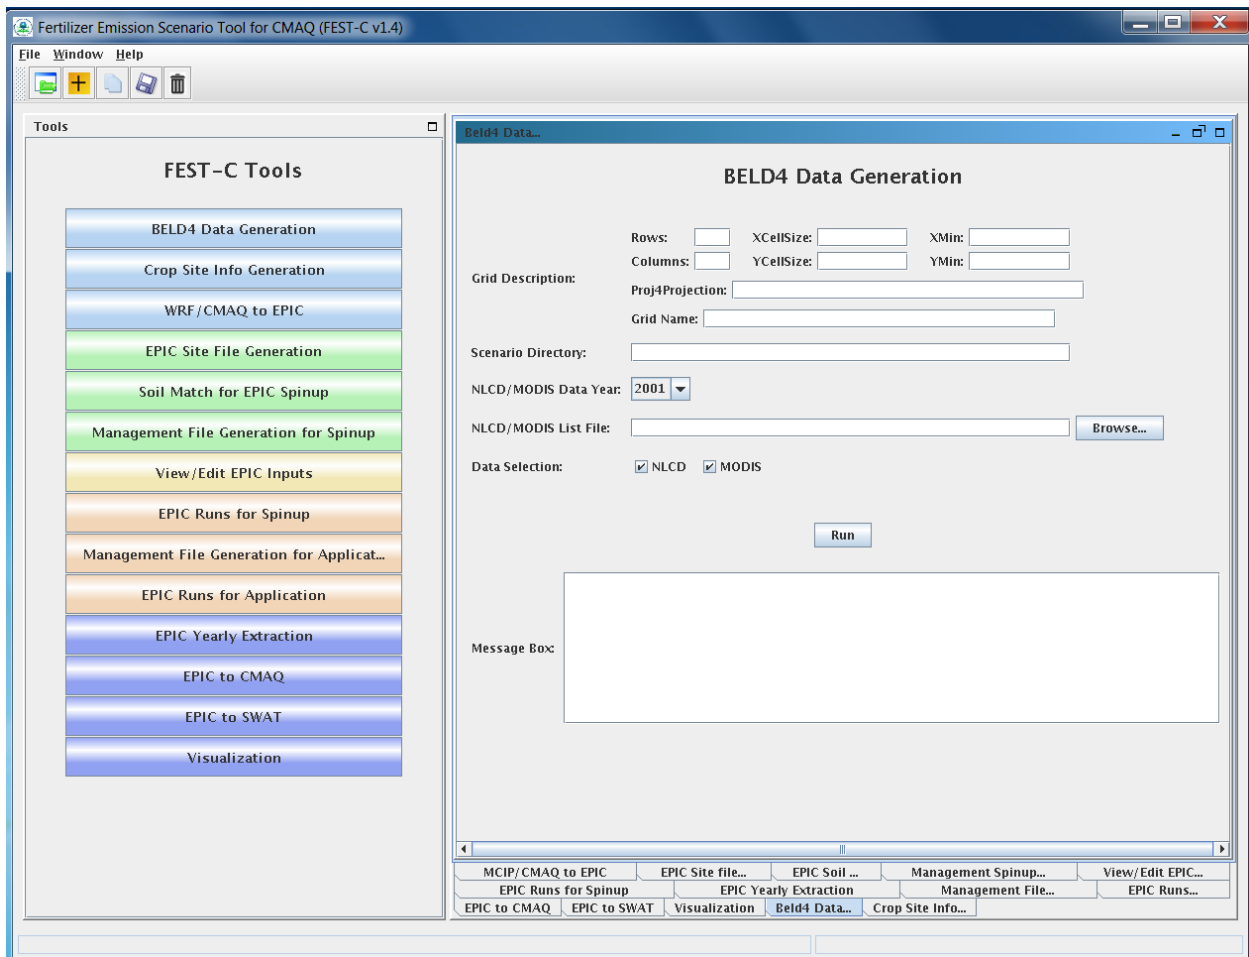 Fertilizer Emission Scenario Tool for CMAQ (FEST-C v1.4)
File Window Help
Tools
FEST-C Tools
BELD4 Data Generation
Crop Site Info Generation
WRF/CMAQ to EPIC
EPIC Site File Generation
Soil Match for EPIC Spinup
Management File Generation for Spinup
View/Edit EPIC Inputs
EPIC Runs for Spinup
Management File Generation for Applicat...
EPIC Runs for Application
EPIC Yearly Extraction
EPIC to CMAQ
EPIC to SWAT
Visualization
Beld4 Data...
BELD4 Data Generation
Grid Description:
Rows: XCellSize: XMin:
Columns: YCellSize: YMin:
Proj4Projection:
Grid Name:
Scenario Directory:
NLCD/MODIS Data Year: 2001
NLCD/MODIS List File: Browse...
Data Selection: NLCD MODIS
Run
Message Box:
MCIP/CMAQ to EPIC EPIC Site file... EPIC Soil ... Management Spinup... View/Edit EPIC...
EPIC Runs for Spinup EPIC Yearly Extraction Management File... EPIC Runs...
EPIC to CMAQ EPIC to SWAT Visualization Beld4 Data... Crop Site Info...